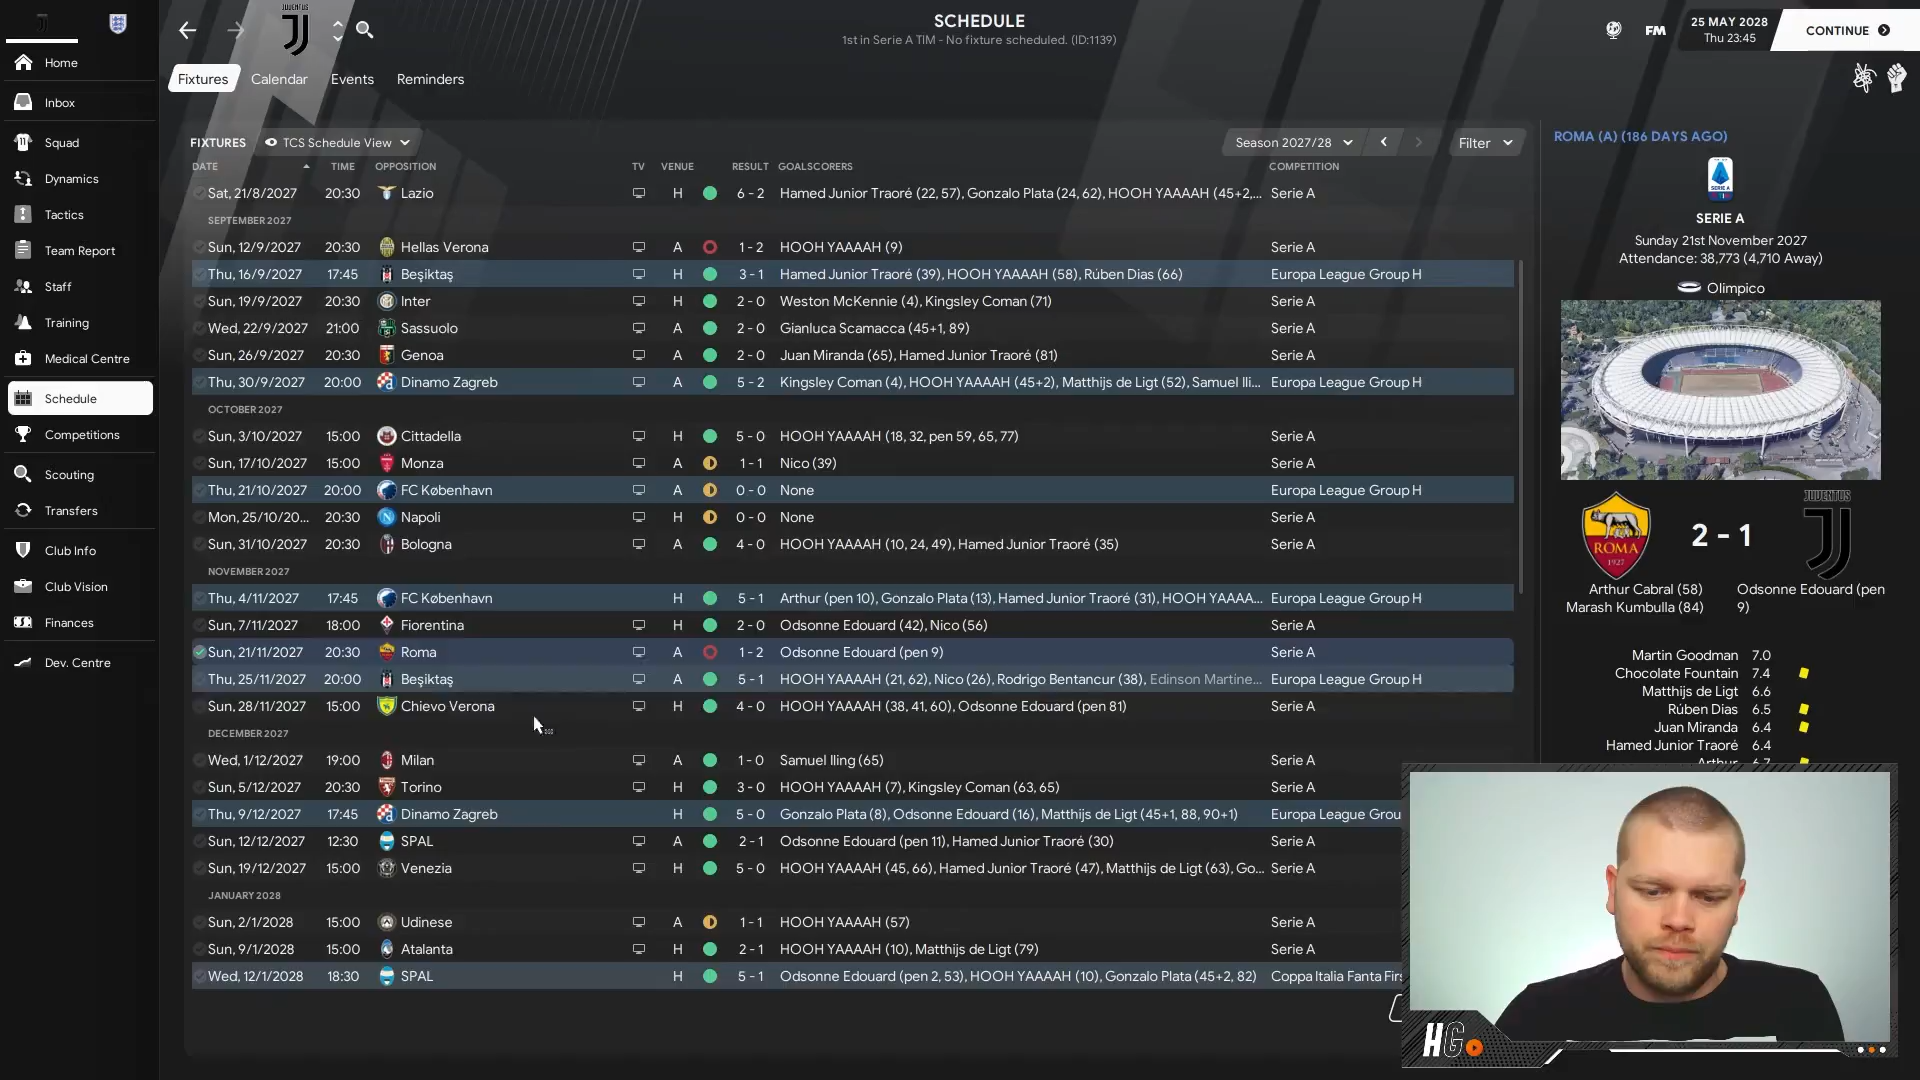 SCHEDULE
1st in Serie A TIM - No fixture scheduled. (ID:1139)
FM
25 MAY 2028
Thu 23:45
CONTINUE
Home
Inbox
Squad
Dynamics
Tactics
Team Report
Staff
Training
Medical Centre
Schedule
Competitions
Scouting
Transfers
Club Info
Club Vision
Finances
Dev. Centre
JUVENTUS
Fixtures Calendar Events Reminders
FIXTURES TCS Schedule View Season 2027/28 Filter
DATE TIME OPPOSITION TV VENUE RESULT GOALSCORERS COMPETITION
Sat, 21/8/2027 20:30 Lazio H 6 - 2 Hamed Junior Traoré (22, 57), Gonzalo Plata (24, 62), HOOH YAAAAH (45+2,... Serie A
SEPTEMBER 2027
Sun, 12/9/2027 20:30 Hellas Verona A 1 - 2 HOOH YAAAAH (9) Serie A
Thu, 16/9/2027 17:45 Beşiktaş H 3 - 1 Hamed Junior Traoré (39), HOOH YAAAAH (58), Rúben Dias (66) Europa League Group H
Sun, 19/9/2027 20:30 Inter H 2 - 0 Weston McKennie (4), Kingsley Coman (71) Serie A
Wed, 22/9/2027 21:00 Sassuolo A 2 - 0 Gianluca Scamacca (45+1, 89) Serie A
Sun, 26/9/2027 20:30 Genoa A 2 - 0 Juan Miranda (65), Hamed Junior Traoré (81) Serie A
Thu, 30/9/2027 20:00 Dinamo Zagreb A 5 - 2 Kingsley Coman (4), HOOH YAAAAH (45+2), Matthijs de Ligt (52), Samuel Ili... Europa League Group H
OCTOBER 2027
Sun, 3/10/2027 15:00 Cittadella H 5 - 0 HOOH YAAAAH (18, 32, pen 59, 65, 77) Serie A
Sun, 17/10/2027 15:00 Monza A 1 - 1 Nico (39) Serie A
Thu, 21/10/2027 20:00 FC København A 0 - 0 None Europa League Group H
Mon, 25/10/20... 20:30 Napoli H 0 - 0 None Serie A
Sun, 31/10/2027 20:30 Bologna A 4 - 0 HOOH YAAAAH (10, 24, 49), Hamed Junior Traoré (35) Serie A
NOVEMBER 2027
Thu, 4/11/2027 17:45 FC København H 5 - 1 Arthur (pen 10), Gonzalo Plata (13), Hamed Junior Traoré (31), HOOH YAAAA... Europa League Group H
Sun, 7/11/2027 18:00 Fiorentina H 2 - 0 Odsonne Edouard (42), Nico (56) Serie A
Sun, 21/11/2027 20:30 Roma A 1 - 2 Odsonne Edouard (pen 9) Serie A
Thu, 25/11/2027 20:00 Beşiktaş A 5 - 1 HOOH YAAAAH (21, 62), Nico (26), Rodrigo Bentancur (38), Edinson Martíne... Europa League Group H
Sun, 28/11/2027 15:00 Chievo Verona H 4 - 0 HOOH YAAAAH (38, 41, 60), Odsonne Edouard (pen 81) Serie A
DECEMBER 2027
Wed, 1/12/2027 19:00 Milan A 1 - 0 Samuel Iling (65) Serie A
Sun, 5/12/2027 20:30 Torino H 3 - 0 HOOH YAAAAH (7), Kingsley Coman (63, 65) Serie A
Thu, 9/12/2027 17:45 Dinamo Zagreb H 5 - 0 Gonzalo Plata (8), Odsonne Edouard (16), Matthijs de Ligt (45+1, 88, 90+1) Europa League Grou
Sun, 12/12/2027 12:30 SPAL A 2 - 1 Odsonne Edouard (pen 11), Hamed Junior Traoré (30) Serie A
Sun, 19/12/2027 15:00 Venezia H 5 - 0 HOOH YAAAAH (45, 66), Hamed Junior Traoré (47), Matthijs de Ligt (63), Go... Serie A
JANUARY 2028
Sun, 2/1/2028 15:00 Udinese A 1 - 1 HOOH YAAAAH (57) Serie A
Sun, 9/1/2028 15:00 Atalanta H 2 - 1 HOOH YAAAAH (10), Matthijs de Ligt (79) Serie A
Wed, 12/1/2028 18:30 SPAL H 5 - 1 Odsonne Edouard (pen 2, 53), HOOH YAAAAH (10), Gonzalo Plata (45+2, 82) Coppa Italia Fanta Firs
ROMA (A) (186 DAYS AGO)
SERIE A
SERIE A
Sunday 21st November 2027
Attendance: 38,773 (4,710 Away)
Olimpico
ROMA
1927
2 - 1
JUVENTUS
Arthur Cabral (58)
Marash Kumbulla (84)
Odsonne Edouard (pen
9)
Martin Goodman 7.0
Chocolate Fountain 7.4
Matthijs de Ligt 6.6
Rúben Dias 6.5
Juan Miranda 6.4
Hamed Junior Traoré 6.4
Arthur 6.7
HG